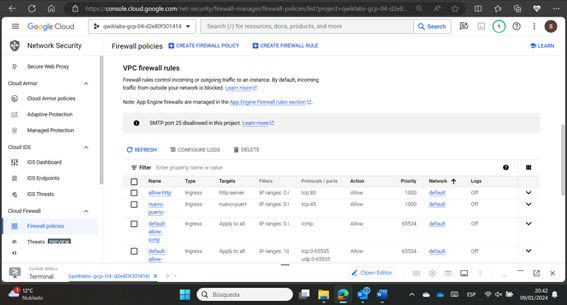 https://console.cloud.google.com/net-security/firewall-manager/firewall-policies/list?project=qwiklabs-gcp-04-d2e8...
Google Cloud
qwiklabs-gcp-04-d2e80f301414
Search (/) for resources, docs, products, and more
Search
1
S
Network Security
Firewall policies
CREATE FIREWALL POLICY
CREATE FIREWALL RULE
LEARN
Secure Web Proxy
Cloud Armor
Cloud Armor policies
Adaptive Protection
Managed Protection
Cloud IDS
IDS Dashboard
IDS Endpoints
IDS Threats
Cloud Firewall
Firewall policies
Threats PREVIEW
VPC firewall rules
Firewall rules control incoming or outgoing traffic to an instance. By default, incoming
traffic from outside your network is blocked. Learn more
Note: App Engine firewalls are managed in the App Engine Firewall rules section.
SMTP port 25 disallowed in this project. Learn more
REFRESH
CONFIGURE LOGS
DELETE
Filter Enter property name or value
Name Type Targets Filters Protocols / ports Action Priority Network Logs
allow-http Ingress http-server IP ranges: 0.( tcp:80 Allow 1000 default Off
nuevo-puerto Ingress nuevo-puert IP ranges: 0.( tcp:45 Allow 1000 default Off
default-allow-icmp Ingress Apply to all IP ranges: 0.( icmp Allow 65534 default Off
default-allow- Ingress Apply to all IP ranges: 10 tcp:0-65535 udp:0-65535 Allow 65534 default Off
CLOUD SHELL
Terminal
(qwiklabs-gcp-04-d2e80f301414)
Open Editor
12°C
Nublado
Búsqueda
ESP
20:42
09/01/2024